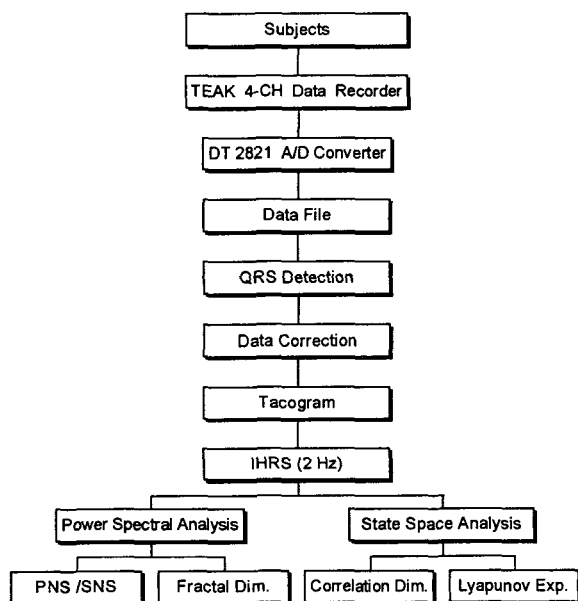 Subjects
TEAK 4-CH Data Recorder
DT 2821 A/D Converter
Data File
QRS Detection
Data Correction
Tacogram
IHRS (2 Hz)
Power Spectral Analysis
State Space Analysis
PNS /SNS
Fractal Dim.
Correlation Dim.
Lyapunov Exp.